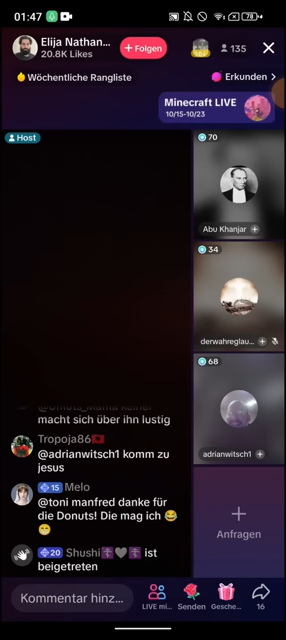 01:47
78
Elija Nathan...
20.8K Likes
+ Folgen
135
Wöchentliche Rangliste
Erkunden >
Minecraft LIVE
10/15-10/23
Host
70
Abu Khanjar
34
derwahreglau...
68
adrianwitsch1
macht sich über ihn lustig
Tropoja86
@adrianwitsch1 komm zu
jesus
15 Melo
@toni manfred danke für
die Donuts! Die mag ich 😂
😁
20 Shushi ist
beigetreten
Anfragen
Kommentar hinz...
LIVE mi...
Senden
Gesche...
16